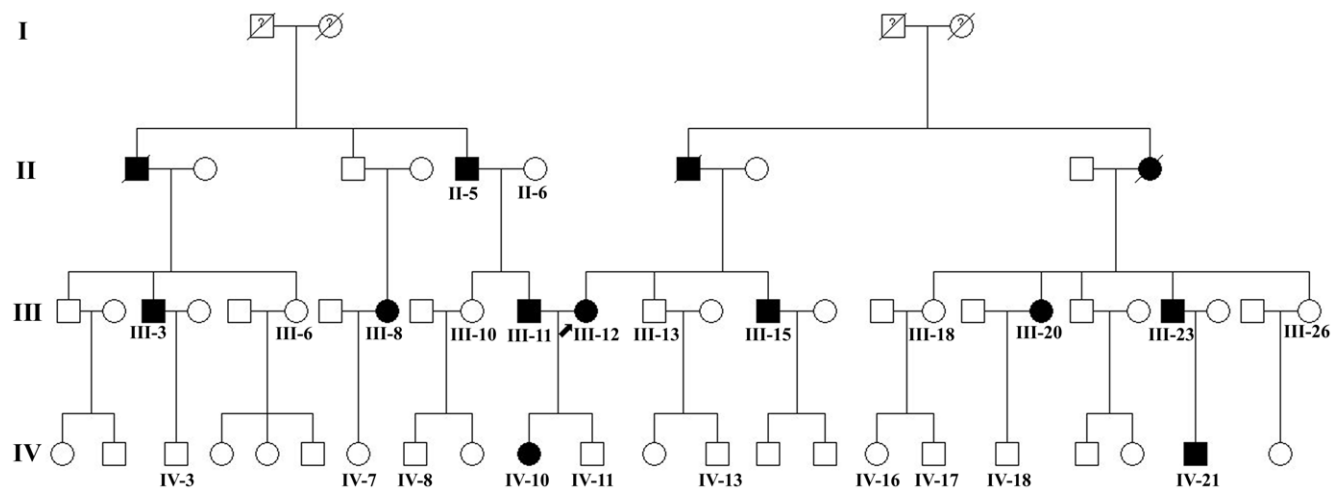 I ? ? ? ?
II
II-5 II-6
III
III-3 III-6 III-8 III-10 III-11 III-12 III-13 III-15 III-18 III-20 III-23 III-26
IV
IV-3 IV-7 IV-8 IV-10 IV-11 IV-13 IV-16 IV-17 IV-18 IV-21